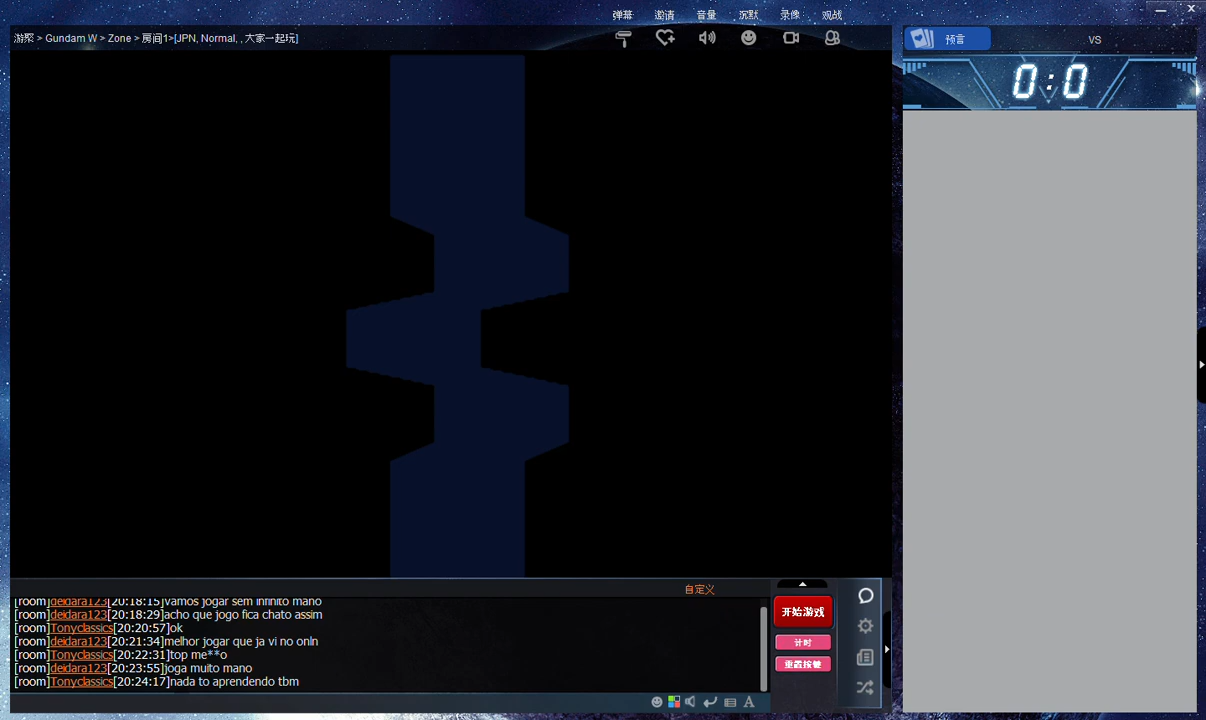 弹幕 邀请 音量 沉默 录像 观战
游聚 > Gundam W > Zone > 房间1>[JPN, Normal, , 大家一起玩]
预言 VS
0:0
自定义
[room]deidara123[20:18:15]vamos jogar sem infinito mano
[room]deidara123[20:18:29]acho que jogo fica chato assim
[room]Tonyclassics[20:20:57]ok
[room]deidara123[20:21:34]melhor jogar que ja vi no onln
[room]Tonyclassics[20:22:31]top me**o
[room]deidara123[20:23:55]joga muito mano
[room]Tonyclassics[20:24:17]nada to aprendendo tbm
开始游戏
计时
重置按键
A